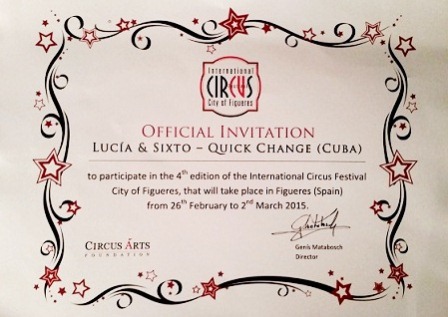 International
CIRCUS
City of Figueres
OFFICIAL INVITATION
LUCÍA & SIXTO – QUICK CHANGE (CUBA)
to participate in the 4th edition of the International Circus Festival
City of Figueres, that will take place in Figueres (Spain)
from 26th February to 2nd March 2015.
Genís Matabosch
Director
CIRCUS ARTS
FOUNDATION